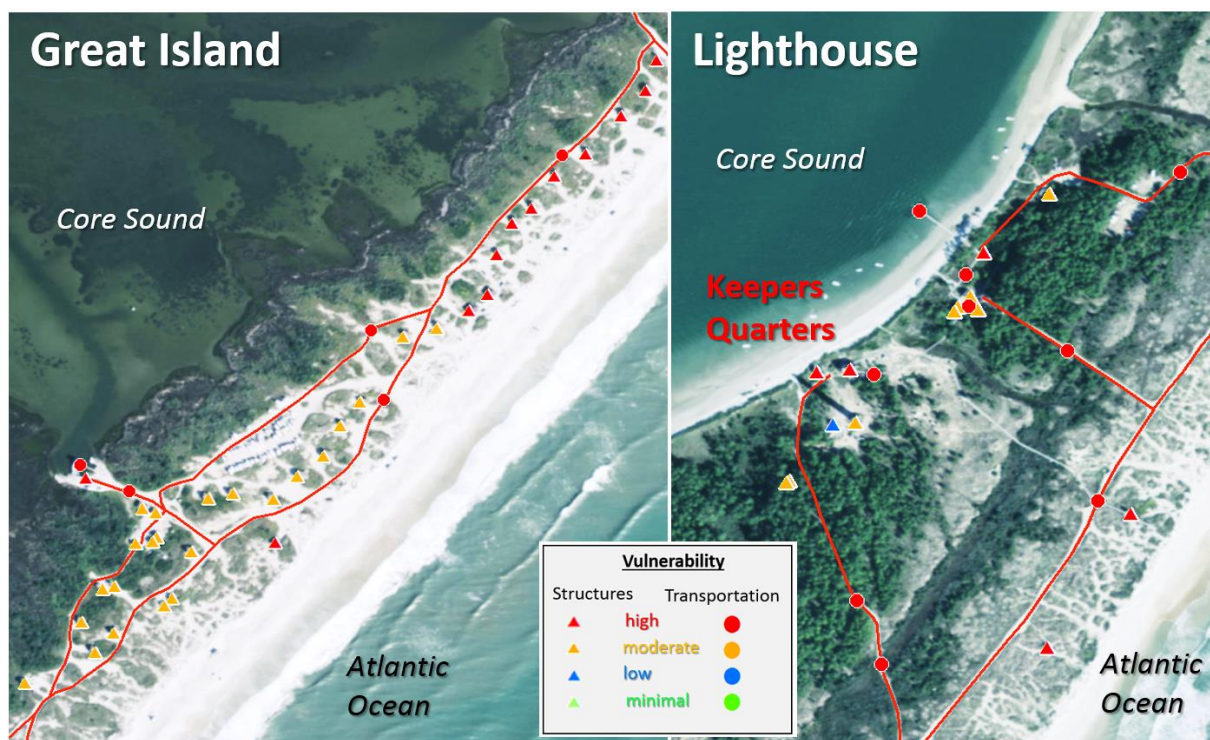 Great Island
Core Sound
Atlantic
Ocean
Lighthouse
Core Sound
Keepers
Quarters
Atlantic
Ocean
Vulnerability
Structures Transportation
high
moderate
low
minimal